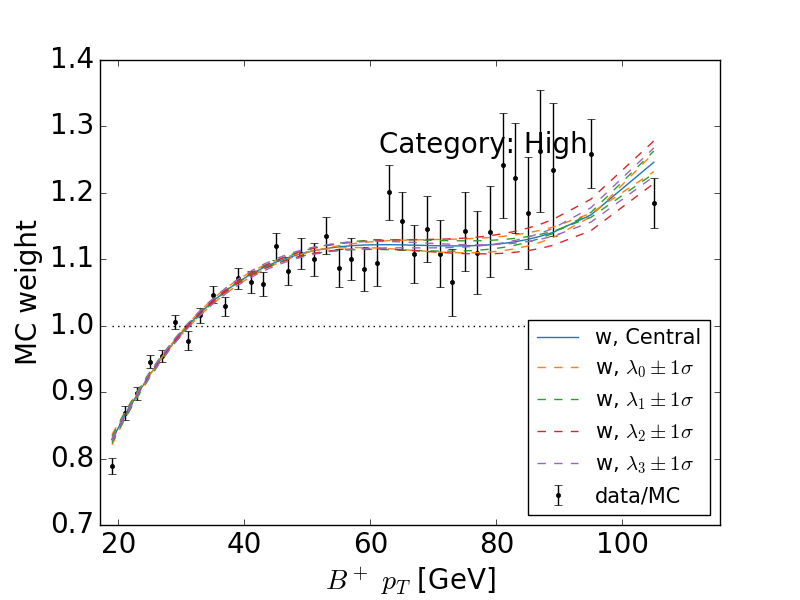 1.4
1.3
1.2
1.1
1.0
0.9
0.8
0.7
MC weight
Category: High
w, Central
w, λ₀ ± 1σ
w, λ₁ ± 1σ
w, λ₂ ± 1σ
w, λ₃ ± 1σ
data/MC
20 40 60 80 100
B⁺ p_T [GeV]